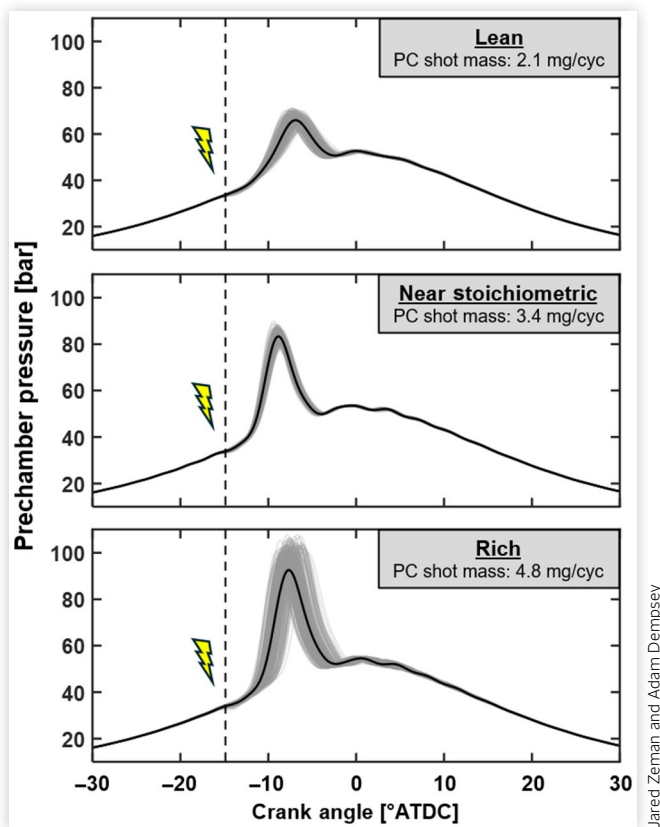 Lean
PC shot mass: 2.1 mg/cyc
100
80
60
40
20
Near stoichiometric
PC shot mass: 3.4 mg/cyc
100
80
60
40
20
Rich
PC shot mass: 4.8 mg/cyc
100
80
60
40
20
−30 −20 −10 0 10 20 30
Crank angle [°ATDC]
Prechamber pressure [bar]
Jared Zeman and Adam Dempsey